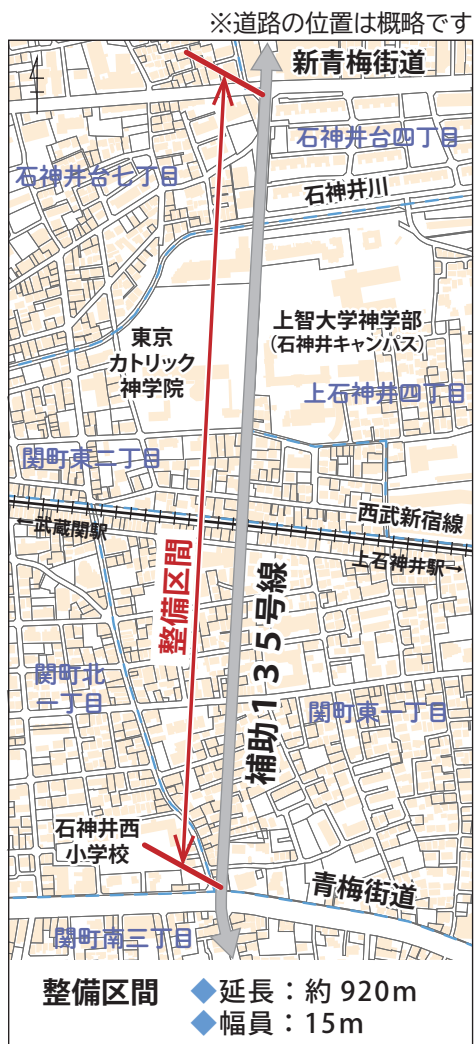 ※道路の位置は概略です
新青梅街道
石神井台四丁目
石神井台七丁目
石神井川
東京
カトリック
神学院
上智大学神学部
(石神井キャンパス)
上石神井四丁目
関町東二丁目
西武新宿線
←武蔵関駅
上石神井駅→
整備区間
補助135号線
関町北
一丁目
関町東一丁目
石神井西
小学校
青梅街道
関町南三丁目
整備区間
◆延長：約 920m
◆幅員：15m